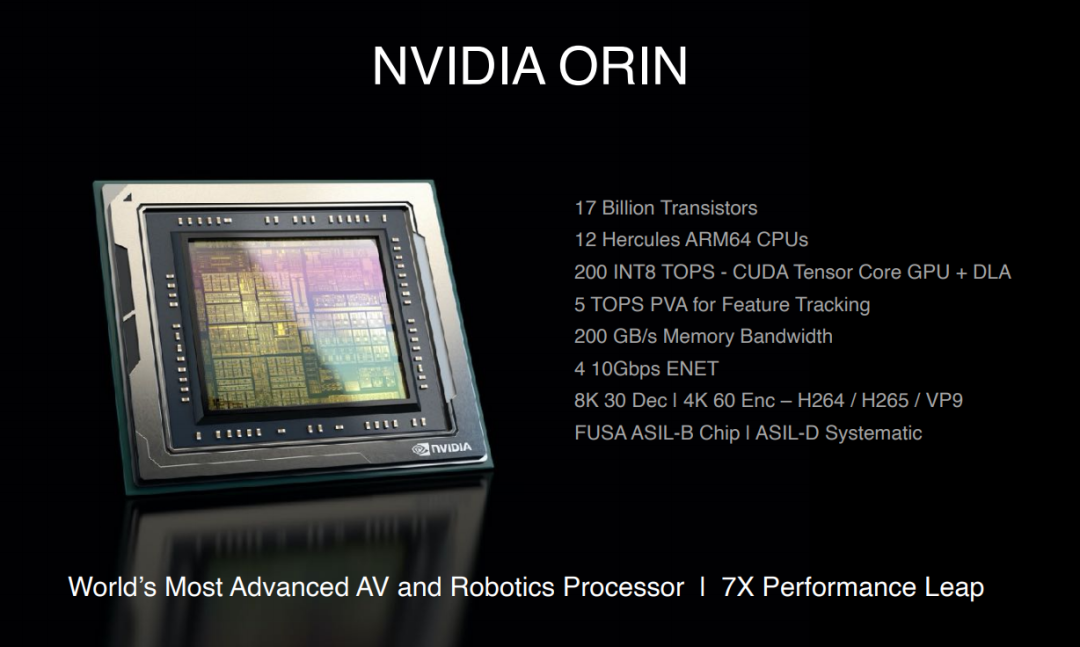 NVIDIA ORIN
17 Billion Transistors
12 Hercules ARM64 CPUs
200 INT8 TOPS - CUDA Tensor Core GPU + DLA
5 TOPS PVA for Feature Tracking
200 GB/s Memory Bandwidth
4 10Gbps ENET
8K 30 Dec | 4K 60 Enc – H264 / H265 / VP9
FUSA ASIL-B Chip | ASIL-D Systematic
NVIDIA
World's Most Advanced AV and Robotics Processor | 7X Performance Leap